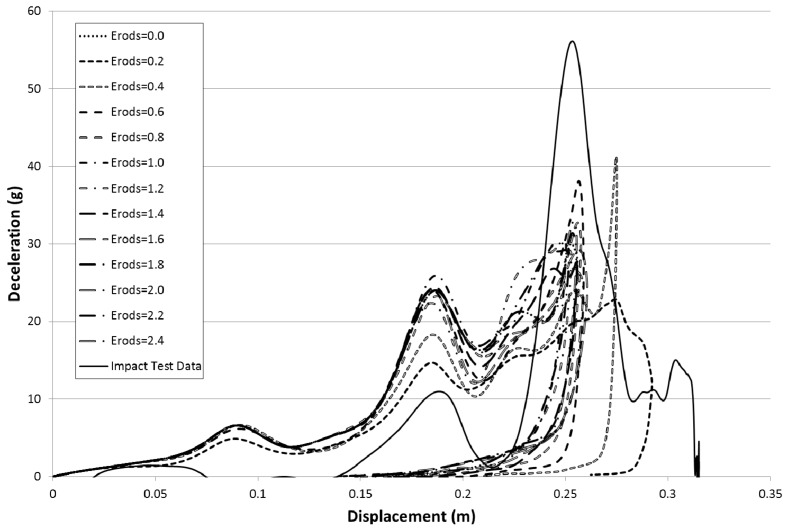 60
50
40
30
20
10
0
Deceleration (g)
Erods=0.0
Erods=0.2
Erods=0.4
Erods=0.6
Erods=0.8
Erods=1.0
Erods=1.2
Erods=1.4
Erods=1.6
Erods=1.8
Erods=2.0
Erods=2.2
Erods=2.4
Impact Test Data
0 0.05 0.1 0.15 0.2 0.25 0.3 0.35
Displacement (m)